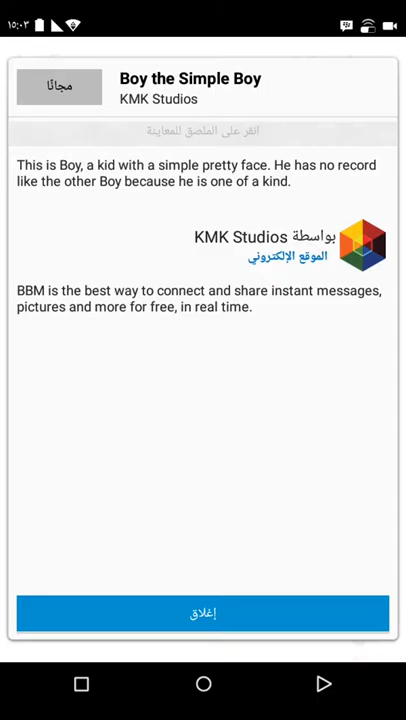 ١٥:٠٣
مجانًا
Boy the Simple Boy
KMK Studios
انقر على الملصق للمعاينة
This is Boy, a kid with a simple pretty face. He has no record
like the other Boy because he is one of a kind.
بواسطة KMK Studios
الموقع الإلكتروني
BBM is the best way to connect and share instant messages,
pictures and more for free, in real time.
إغلاق